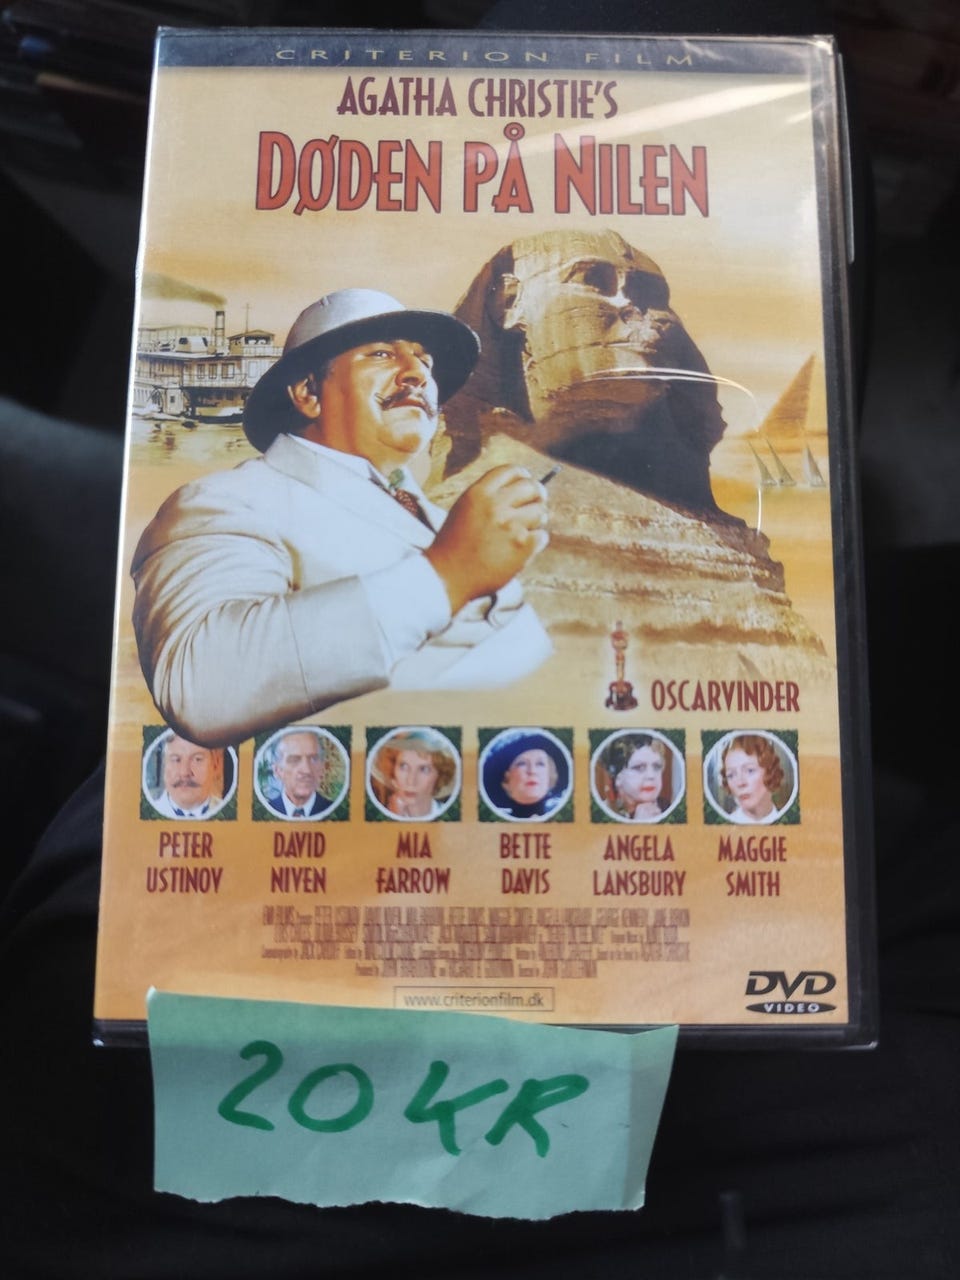 CRITERION FILM
AGATHA CHRISTIE'S
DØDEN PÅ NILEN
OSCARVINDER
PETER USTINOV
DAVID NIVEN
MIA FARROW
BETTE DAVIS
ANGELA LANSBURY
MAGGIE SMITH
www.criterionfilm.dk
DVD
VIDEO
20 KR